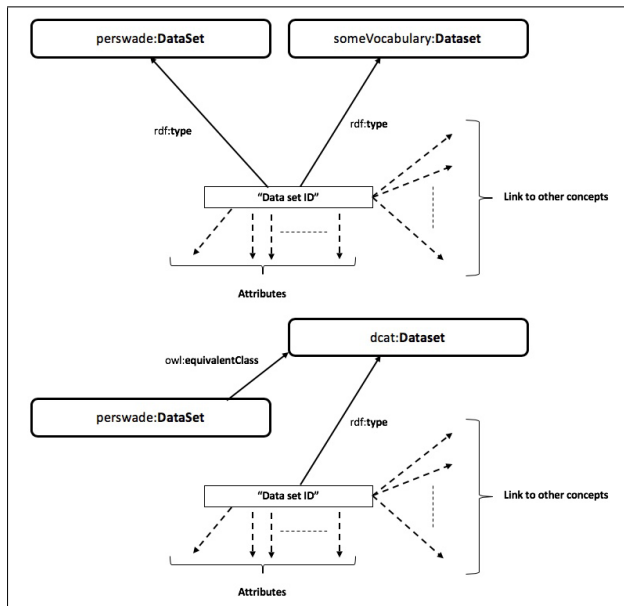 perswade:DataSet
someVocabulary:Dataset
rdf:type
rdf:type
"Data set ID"
Link to other concepts
Attributes
dcat:Dataset
owl:equivalentClass
perswade:DataSet
rdf:type
"Data set ID"
Link to other concepts
Attributes